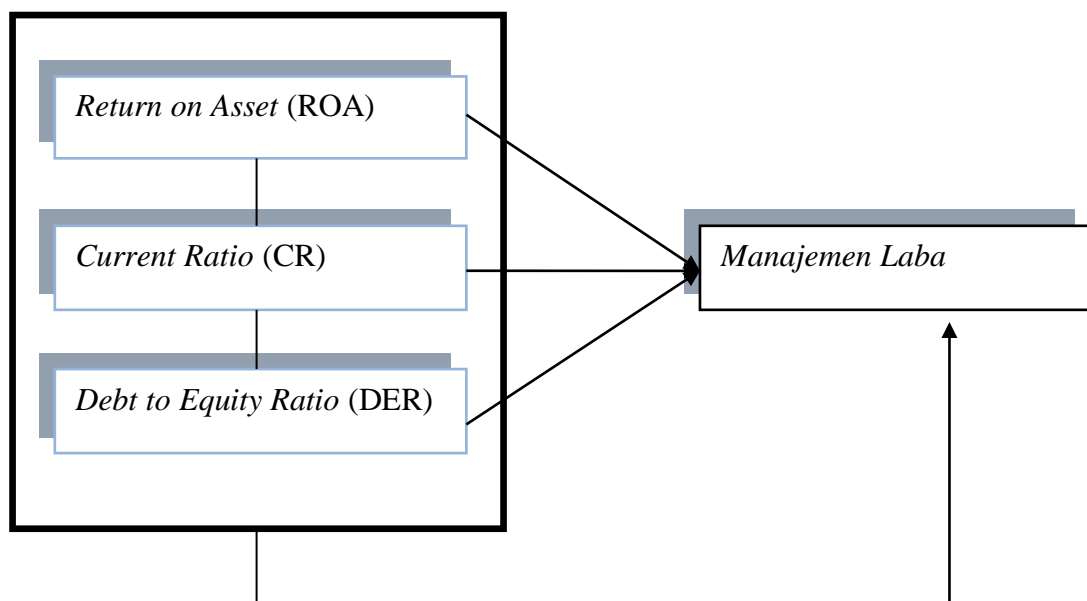 Return on Asset (ROA)
Current Ratio (CR)
Manajemen Laba
Debt to Equity Ratio (DER)